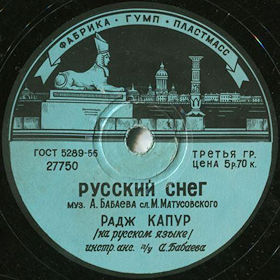 ФАБРИКА · ГУМП · ПЛАСТМАСС
ГОСТ 5289-56
27750
ТРЕТЬЯ ГР.
ЦЕНА 5р.70 к.
РУССКИЙ СНЕГ
муз. А. БАБАЕВА сл. М. МАТУСОВСКОГО
РАДЖ КАПУР
/на русском языке/
инстр. анс. п/у А. Бабаева